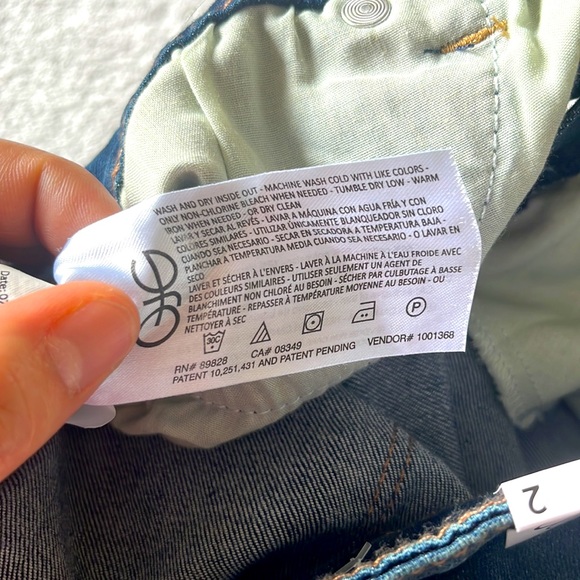 WASH AND DRY INSIDE OUT - MACHINE WASH COLD WITH LIKE COLORS -
ONLY NON-CHLORINE BLEACH WHEN NEEDED - TUMBLE DRY LOW - WARM
IRON WHEN NEEDED - OR DRY CLEAN
LAVAR Y SECAR AL REVÉS - LAVAR A MÁQUINA CON AGUA FRÍA Y CON
COLORES SIMILARES - UTILIZAR ÚNICAMENTE BLANQUEADOR SIN CLORO
CUANDO SEA NECESARIO - SECAR EN SECADORA A TEMPERATURA BAJA -
PLANCHAR A TEMPERATURA MEDIA CUANDO SEA NECESARIO - O LAVAR EN
SECO
LAVER ET SÉCHER À L'ENVERS - LAVER À LA MACHINE À L'EAU FROIDE AVEC
DES COULEURS SIMILAIRES - UTILISER SEULEMENT UN AGENT DE
BLANCHIMENT NON CHLORÉ AU BESOIN - SÉCHER PAR CULBUTAGE À BASSE
TEMPÉRATURE - REPASSER À TEMPÉRATURE MOYENNE AU BESOIN - OU
NETTOYER À SEC
30C
P
RN# 89828 CA# 08349 VENDOR# 1001368
PATENT 10,251,431 AND PATENT PENDING
Date:
2